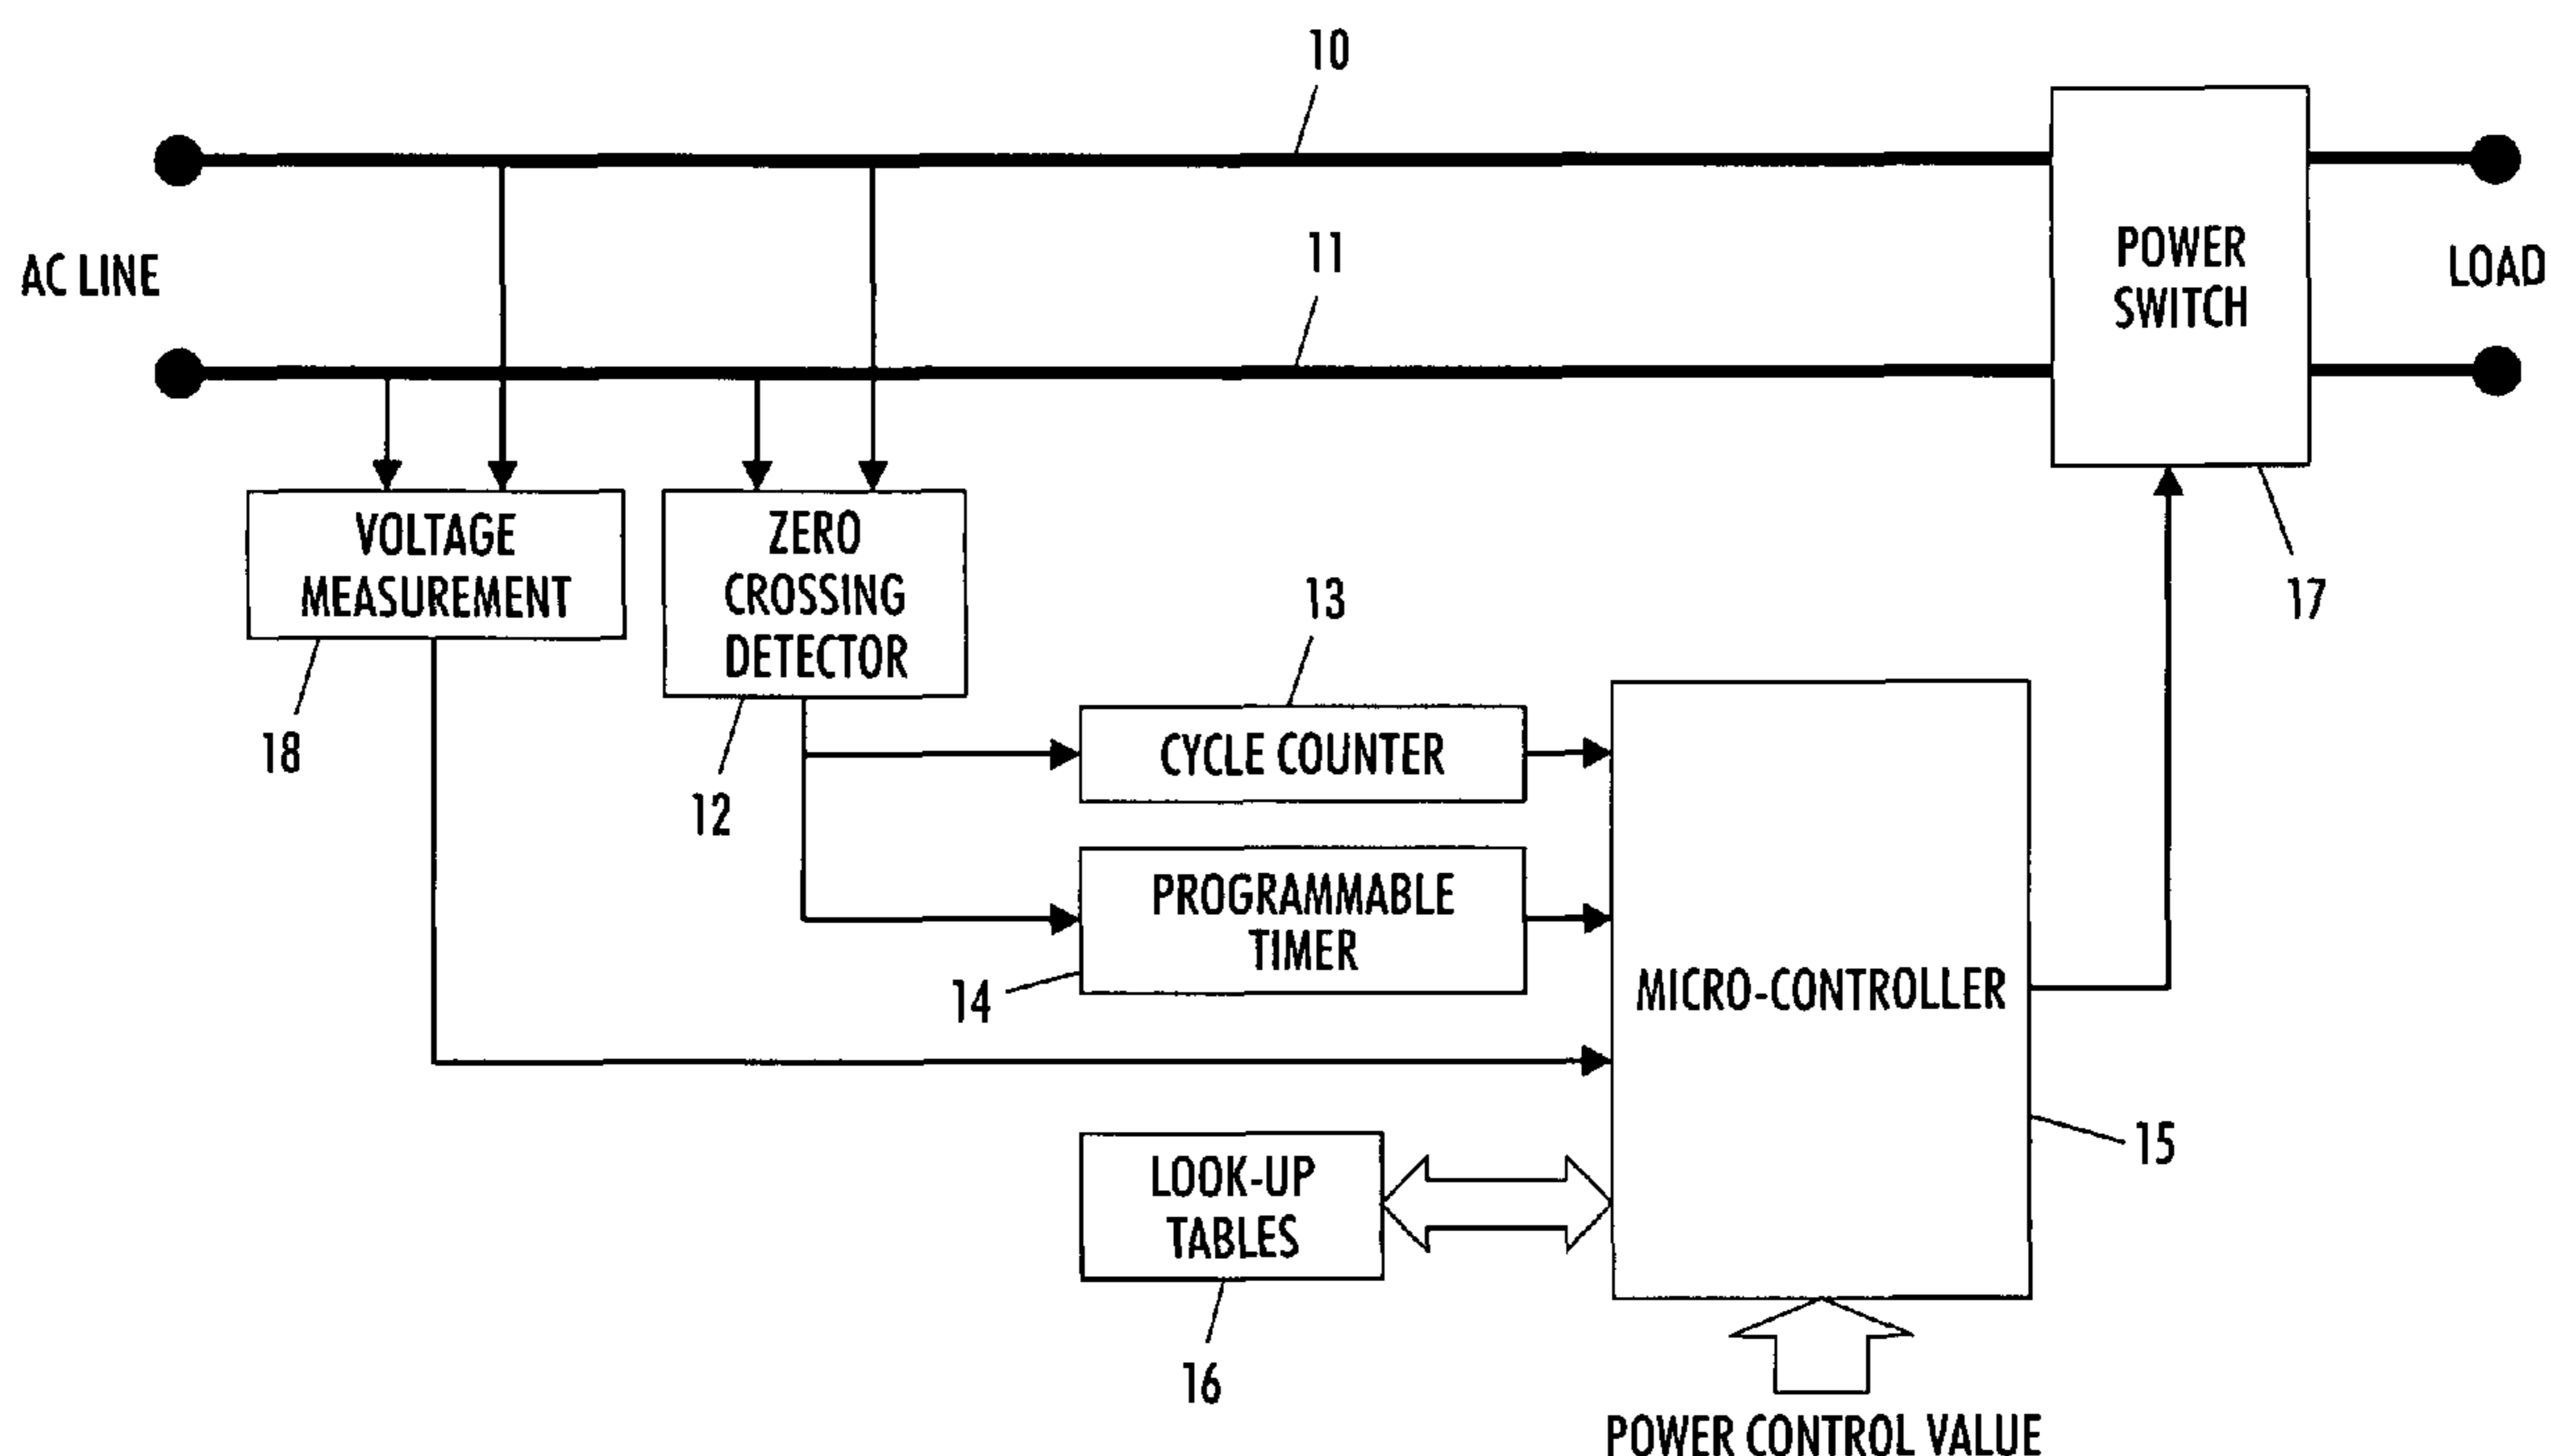 10
AC LINE
11
POWER
SWITCH
LOAD
VOLTAGE
MEASUREMENT
ZERO
CROSSING
DETECTOR
17
18
12
13
CYCLE COUNTER
PROGRAMMABLE
TIMER
14
MICRO-CONTROLLER
15
LOOK-UP
TABLES
16
POWER CONTROL VALUE